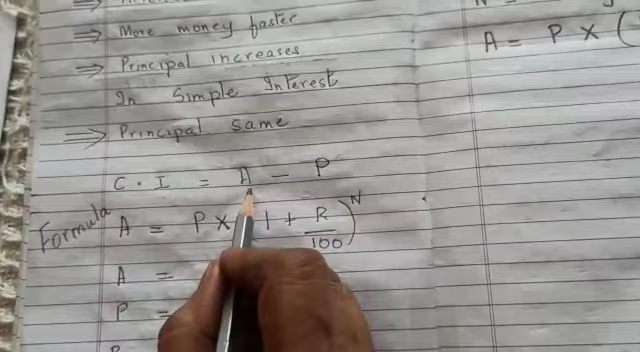 ⇒ More money faster
⇒ Principal increases
In Simple Interest
⇒ Principal same
C.I = A - P
Formula A = P × 1 + R/100)^N
A =
P =
A = P × (